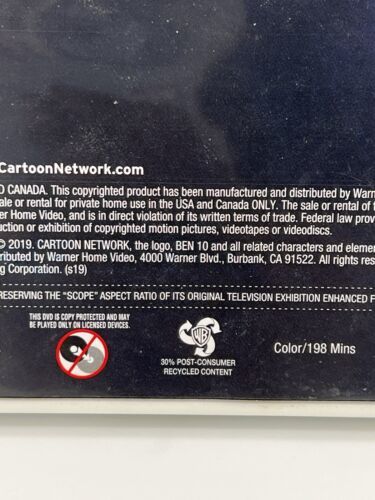 CartoonNetwork.com
O CANADA. This copyrighted product has been manufactured and distributed by Warn
ale or rental for private home use in the USA and Canada ONLY. The sale or rental of t
er Home Video, and is in direct violation of its written terms of trade. Federal law prov
uction or exhibition of copyrighted motion pictures, videotapes or videodiscs.
© 2019. CARTOON NETWORK, the logo, BEN 10 and all related characters and elemen
ributed by Warner Home Video, 4000 Warner Blvd., Burbank, CA 91522. All rights rese
g Corporation. (s19)
RESERVING THE "SCOPE" ASPECT RATIO OF ITS ORIGINAL TELEVISION EXHIBITION ENHANCED F
THIS DVD IS COPY PROTECTED AND MAY
BE PLAYED ONLY ON LICENSED DEVICES.
WB
30% POST-CONSUMER
RECYCLED CONTENT
Color/198 Mins